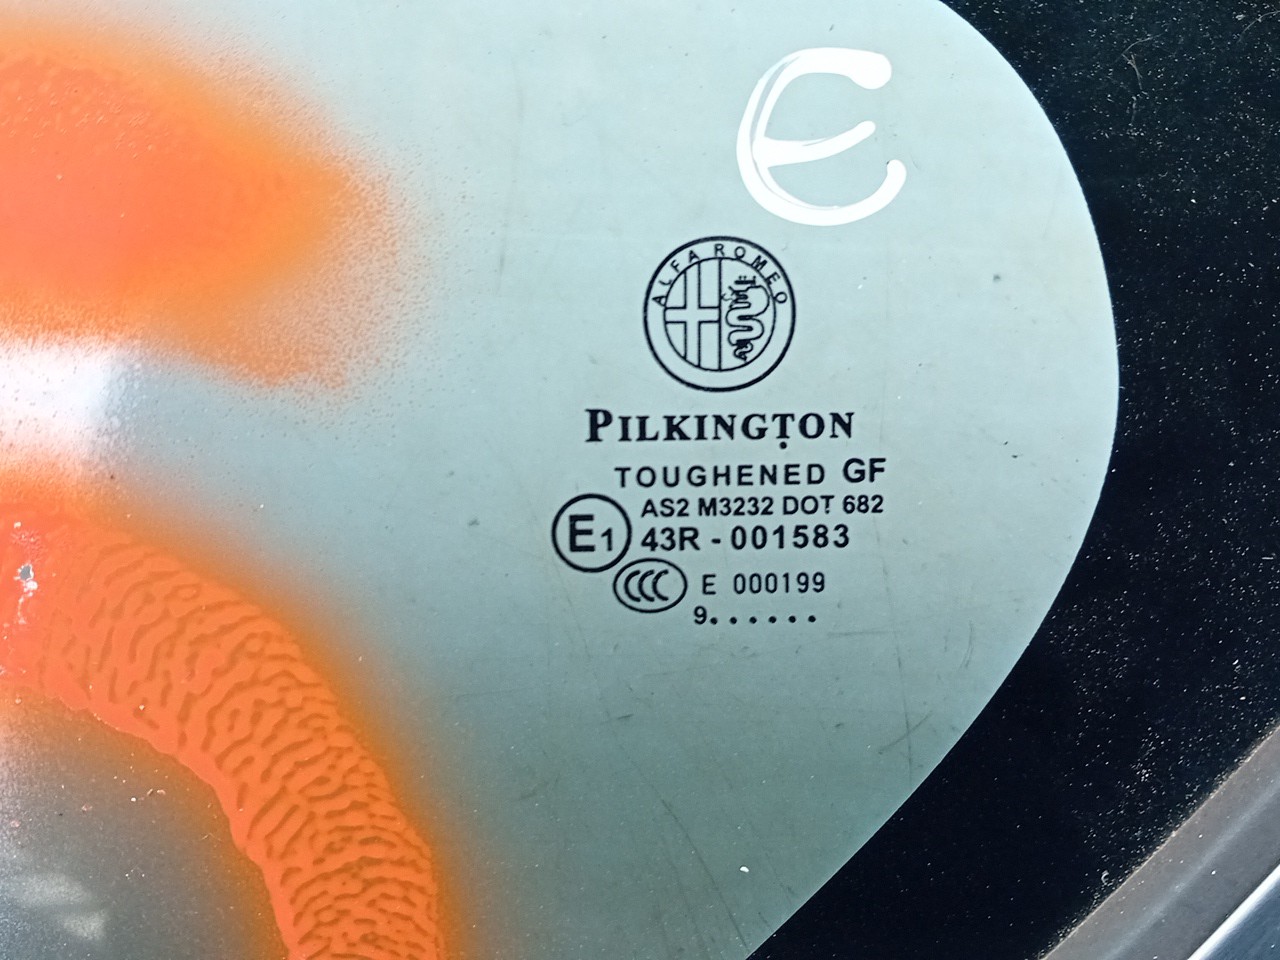 E
ALFA ROMEO
PILKINGTON
TOUGHENED GF
AS2 M3232 DOT 682
E1 43R - 001583
CCC E 000199
9......